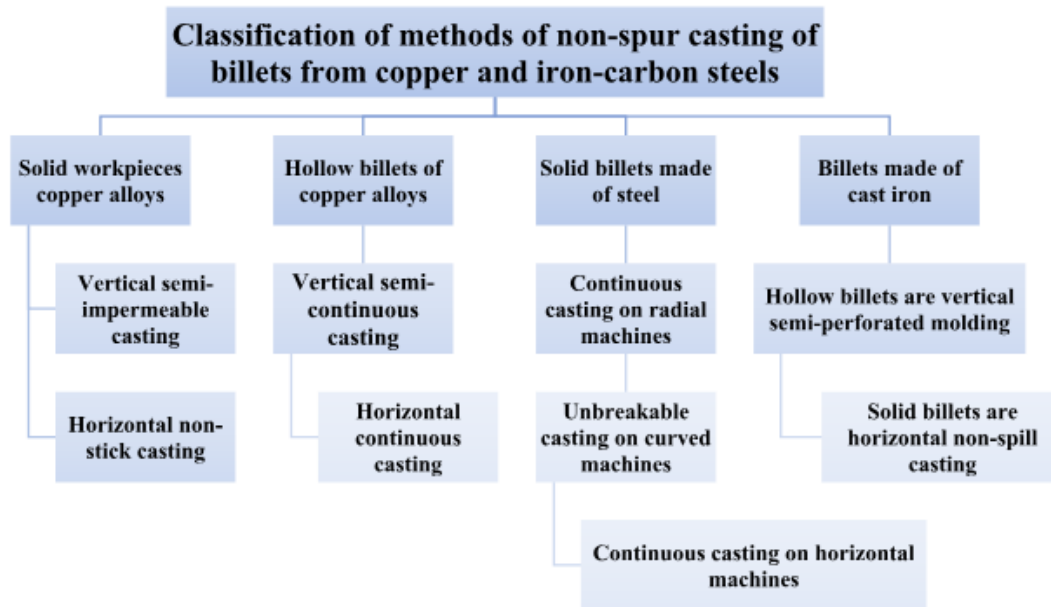 Classification of methods of non-spur casting of
billets from copper and iron-carbon steels
Solid workpieces
copper alloys
Hollow billets of
copper alloys
Solid billets made
of steel
Billets made of
cast iron
Vertical semi-
impermeable
casting
Vertical semi-
continuous
casting
Continuous
casting on radial
machines
Hollow billets are vertical
semi-perforated molding
Horizontal non-
stick casting
Horizontal
continuous
casting
Unbreakable
casting on curved
machines
Solid billets are
horizontal non-spill
casting
Continuous casting on horizontal
machines